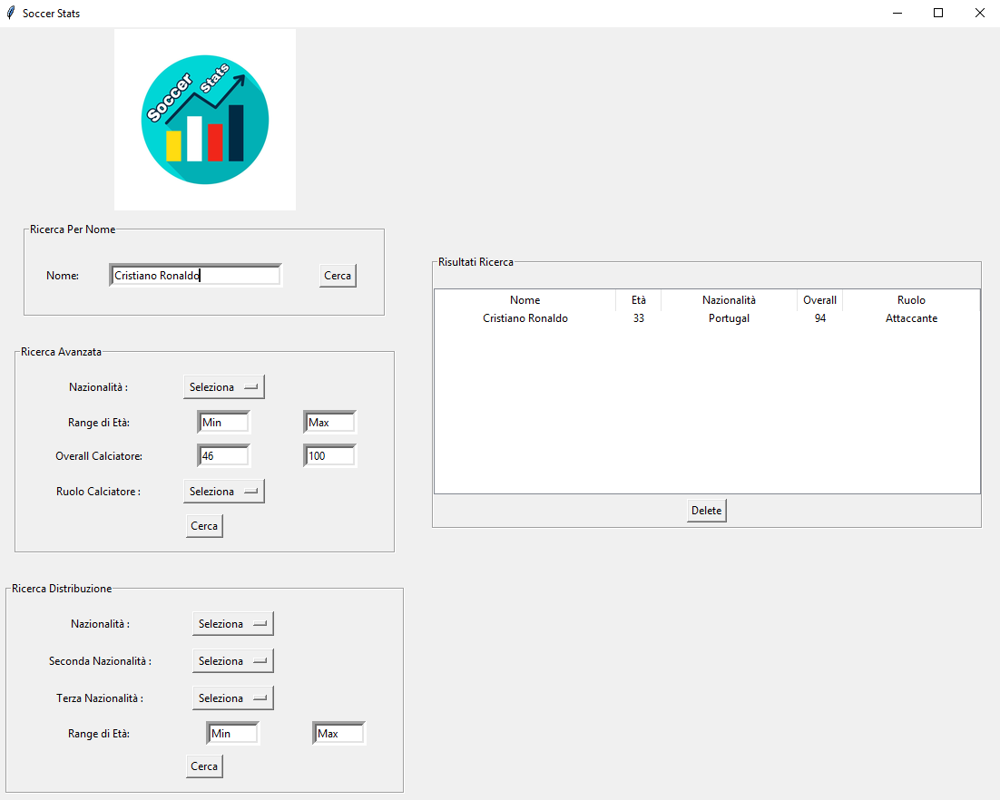 Soccer Stats
Soccer Stats
Ricerca Per Nome
Nome: Cristiano Ronaldo Cerca
Ricerca Avanzata
Nazionalità : Seleziona
Range di Età: Min Max
Overall Calciatore: 46 100
Ruolo Calciatore : Seleziona
Cerca
Ricerca Distribuzione
Nazionalità : Seleziona
Seconda Nazionalità : Seleziona
Terza Nazionalità : Seleziona
Range di Età: Min Max
Cerca
Risultati Ricerca
Nome Età Nazionalità Overall Ruolo
Cristiano Ronaldo 33 Portugal 94 Attaccante
Delete